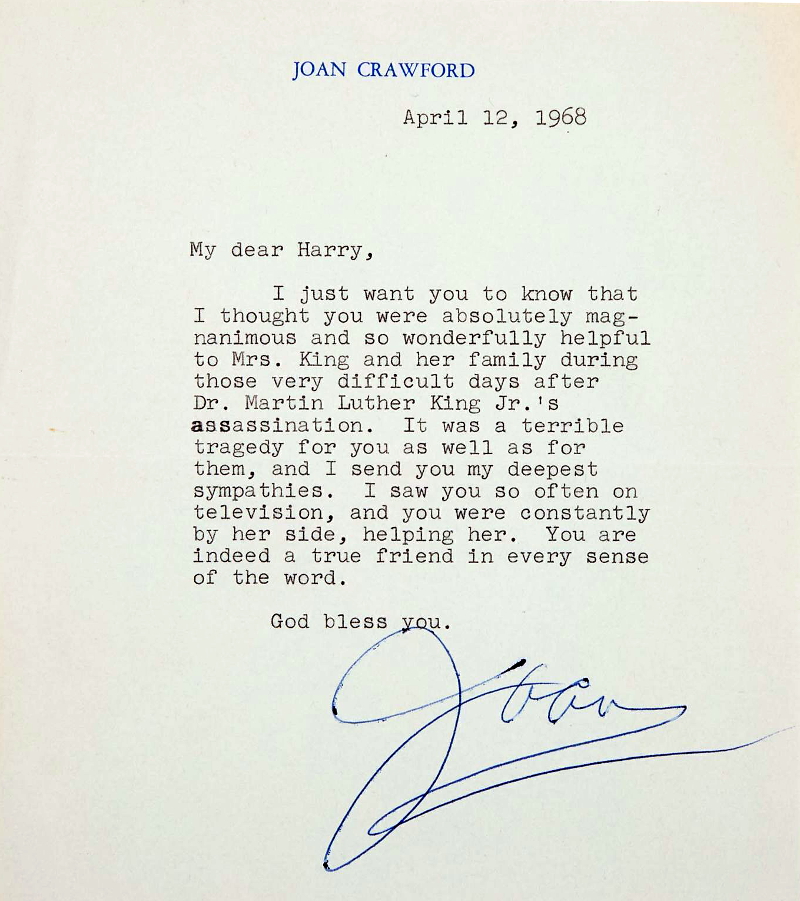 JOAN CRAWFORD
April 12, 1968
My dear Harry,
I just want you to know that
I thought you were absolutely mag-
nanimous and so wonderfully helpful
to Mrs. King and her family during
those very difficult days after
Dr. Martin Luther King Jr.'s
assassination. It was a terrible
tragedy for you as well as for
them, and I send you my deepest
sympathies. I saw you so often on
television, and you were constantly
by her side, helping her. You are
indeed a true friend in every sense
of the word.
God bless you.
Joan